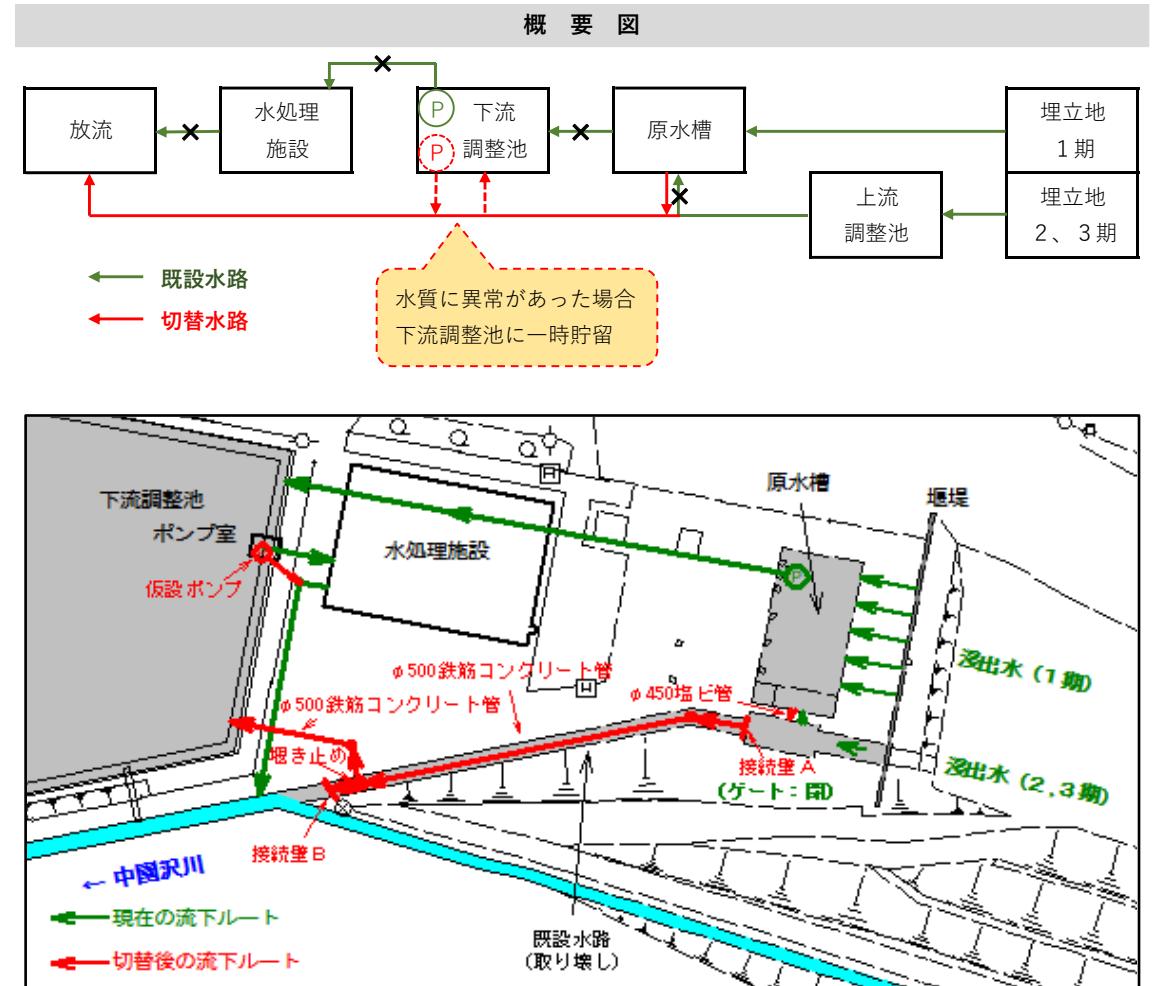 概 要 図
放流
水処理
施設
P
P
下流
調整池
原水槽
埋立地
1期
埋立地
2、3期
上流
調整池
既設水路
切替水路
水質に異常があった場合
下流調整池に一時貯留
下流調整池
ポンプ室
仮設ポンプ
水処理施設
原水槽
堰堤
P
浸出水(1期)
φ500鉄筋コンクリート管
φ450塩ビ管
φ500鉄筋コンクリート管
堰き止め
接続壁A
(ゲート:開)
浸出水(2,3期)
接続壁B
← 中園沢川
現在の流下ルート
切替後の流下ルート
既設水路
(取り壊し)